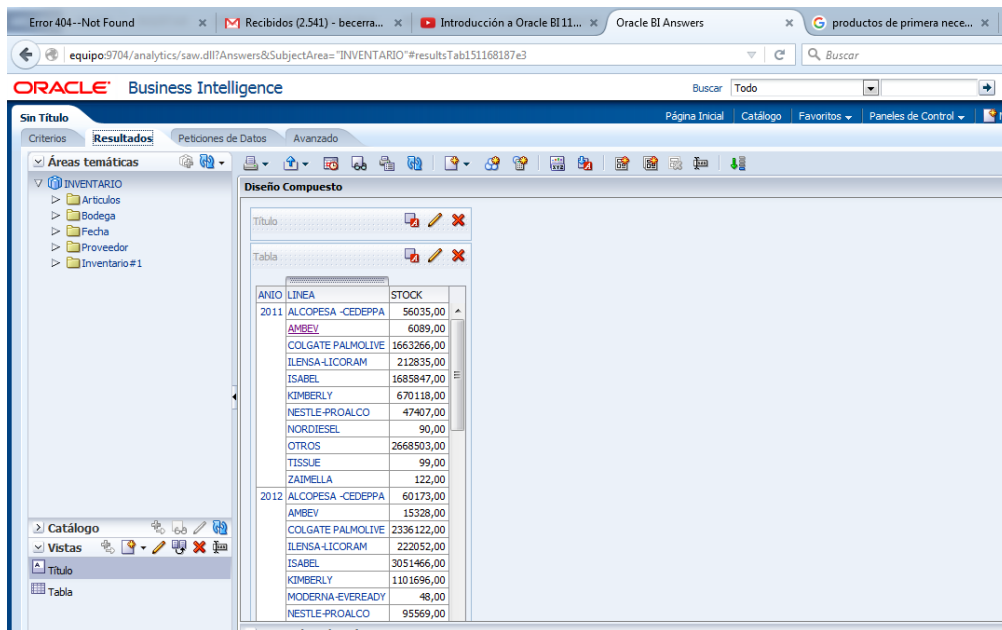 Error 404--Not Found
Recibidos (2.541) - becerra...
Introducción a Oracle BI 11...
Oracle BI Answers
productos de primera nece...
equipo:9704/analytics/saw.dll?Answers&SubjectArea="INVENTARIO"#resultsTab151168187e3
Buscar
ORACLE Business Intelligence
Buscar Todo
Sin Título
Página Inicial Catálogo Favoritos Paneles de Control
Criterios Resultados Peticiones de Datos Avanzado
Áreas temáticas
INVENTARIO
Articulos
Bodega
Fecha
Proveedor
Inventario#1
Catálogo
Vistas
Título
Tabla
Diseño Compuesto
Título
Tabla
ANIO LINEA STOCK
2011 ALCOPESA -CEDEPPA 56035,00
AMBEV 6089,00
COLGATE PALMOLIVE 1663266,00
ILENSA-LICORAM 212835,00
ISABEL 1685847,00
KIMBERLY 670118,00
NESTLE-PROALCO 47407,00
NORDIESEL 90,00
OTROS 2668503,00
TISSUE 99,00
ZAIMELLA 122,00
2012 ALCOPESA -CEDEPPA 60173,00
AMBEV 15328,00
COLGATE PALMOLIVE 2336122,00
ILENSA-LICORAM 222052,00
ISABEL 3051466,00
KIMBERLY 1101696,00
MODERNA-EVEREADY 48,00
NESTLE-PROALCO 95569,00